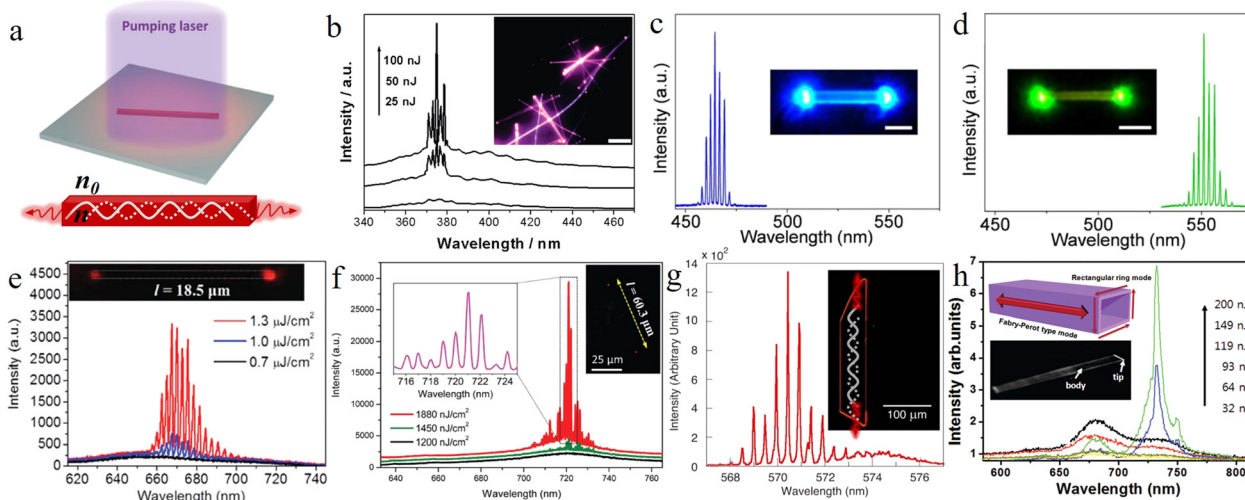 a
Pumping laser
n0
n
b
100 nJ
50 nJ
25 nJ
Intensity / a.u.
340 360 380 400 420 440 460
Wavelength / nm
c
Intensity (a.u.)
450 500 550
Wavelength (nm)
d
Intensity (a.u.)
450 500 550
Wavelength (nm)
e
l = 18.5 μm
1.3 μJ/cm²
1.0 μJ/cm²
0.7 μJ/cm²
Intensity (a.u.)
4500
4000
3500
3000
2500
2000
1500
1000
500
0
620 640 660 680 700 720 740
Wavelength (nm)
f
Intensity (a.u.)
30000
25000
20000
15000
10000
5000
0
716 718 720 722 724
Wavelength (nm)
l = 60.3 μm
25 μm
1880 nJ/cm²
1450 nJ/cm²
1200 nJ/cm²
640 660 680 700 720 740 760
Wavelength (nm)
g
14 × 10²
12
10
8
6
4
2
0
Intensity (Arbitrary Unit)
100 μm
568 570 572 574 576
Wavelength (nm)
h
Intensity (arb.units)
7
6
5
4
3
2
1
Rectangular ring mode
Fabry-Perot type mode
body
tip
200 n
149 n
119 n
93 n
64 n
32 n
600 650 700 750 800
Wavelength (nm)